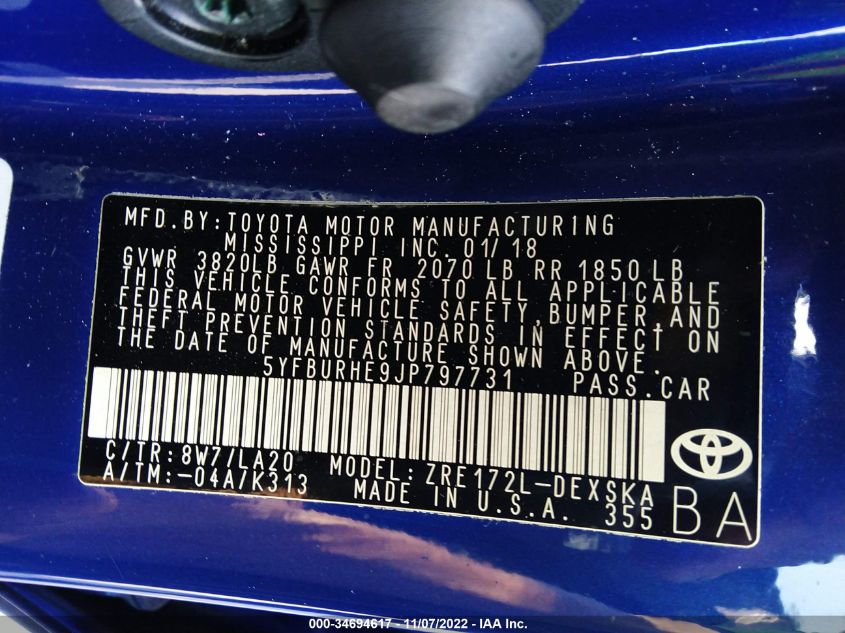 MFD.BY:TOYOTA MOTOR MANUFACTURING
MISSISSIPPI INC. 01/18
GVWR 3820LB GAWR FR 2070 LB RR 1850 LB
THIS VEHICLE CONFORMS TO ALL APPLICABLE
FEDERAL MOTOR VEHICLE SAFETY,BUMPER,AND
THEFT PREVENTION STANDARDS IN EFFECT ON
THE DATE OF MANUFACTURE SHOWN ABOVE.
5YFBURHE9JP797731 PASS.CAR
C/TR:8W7/LA20 MODEL:ZRE172L-DEXSKA
A/TM:-04A/K313 MADE IN U.S.A. 355
BA
000-34694617 - 11/07/2022 - IAA Inc.